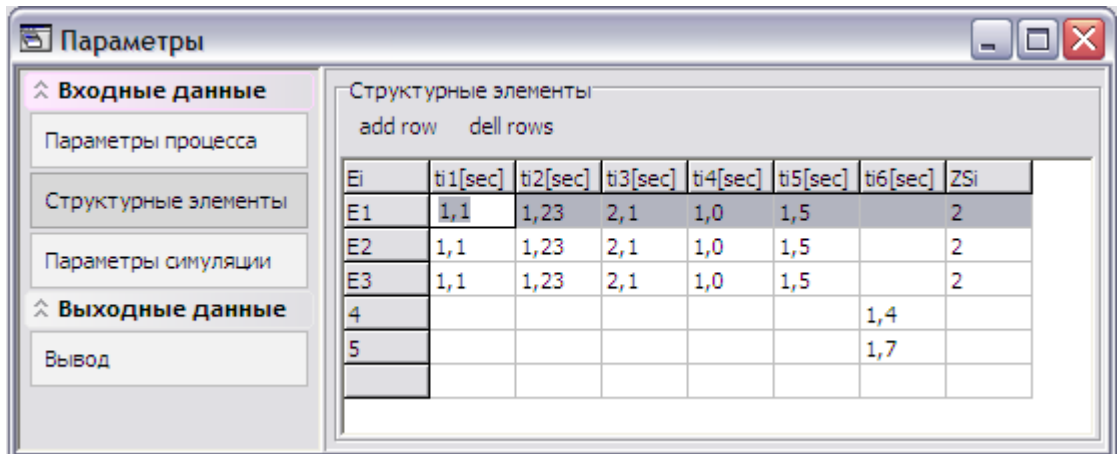 Параметры
Входные данные
Параметры процесса
Структурные элементы
Параметры симуляции
Выходные данные
Вывод
Структурные элементы
add row dell rows
Ei ti1[sec] ti2[sec] ti3[sec] ti4[sec] ti5[sec] ti6[sec] ZSi
E1 1,1 1,23 2,1 1,0 1,5 2
E2 1,1 1,23 2,1 1,0 1,5 2
E3 1,1 1,23 2,1 1,0 1,5 2
4 1,4
5 1,7